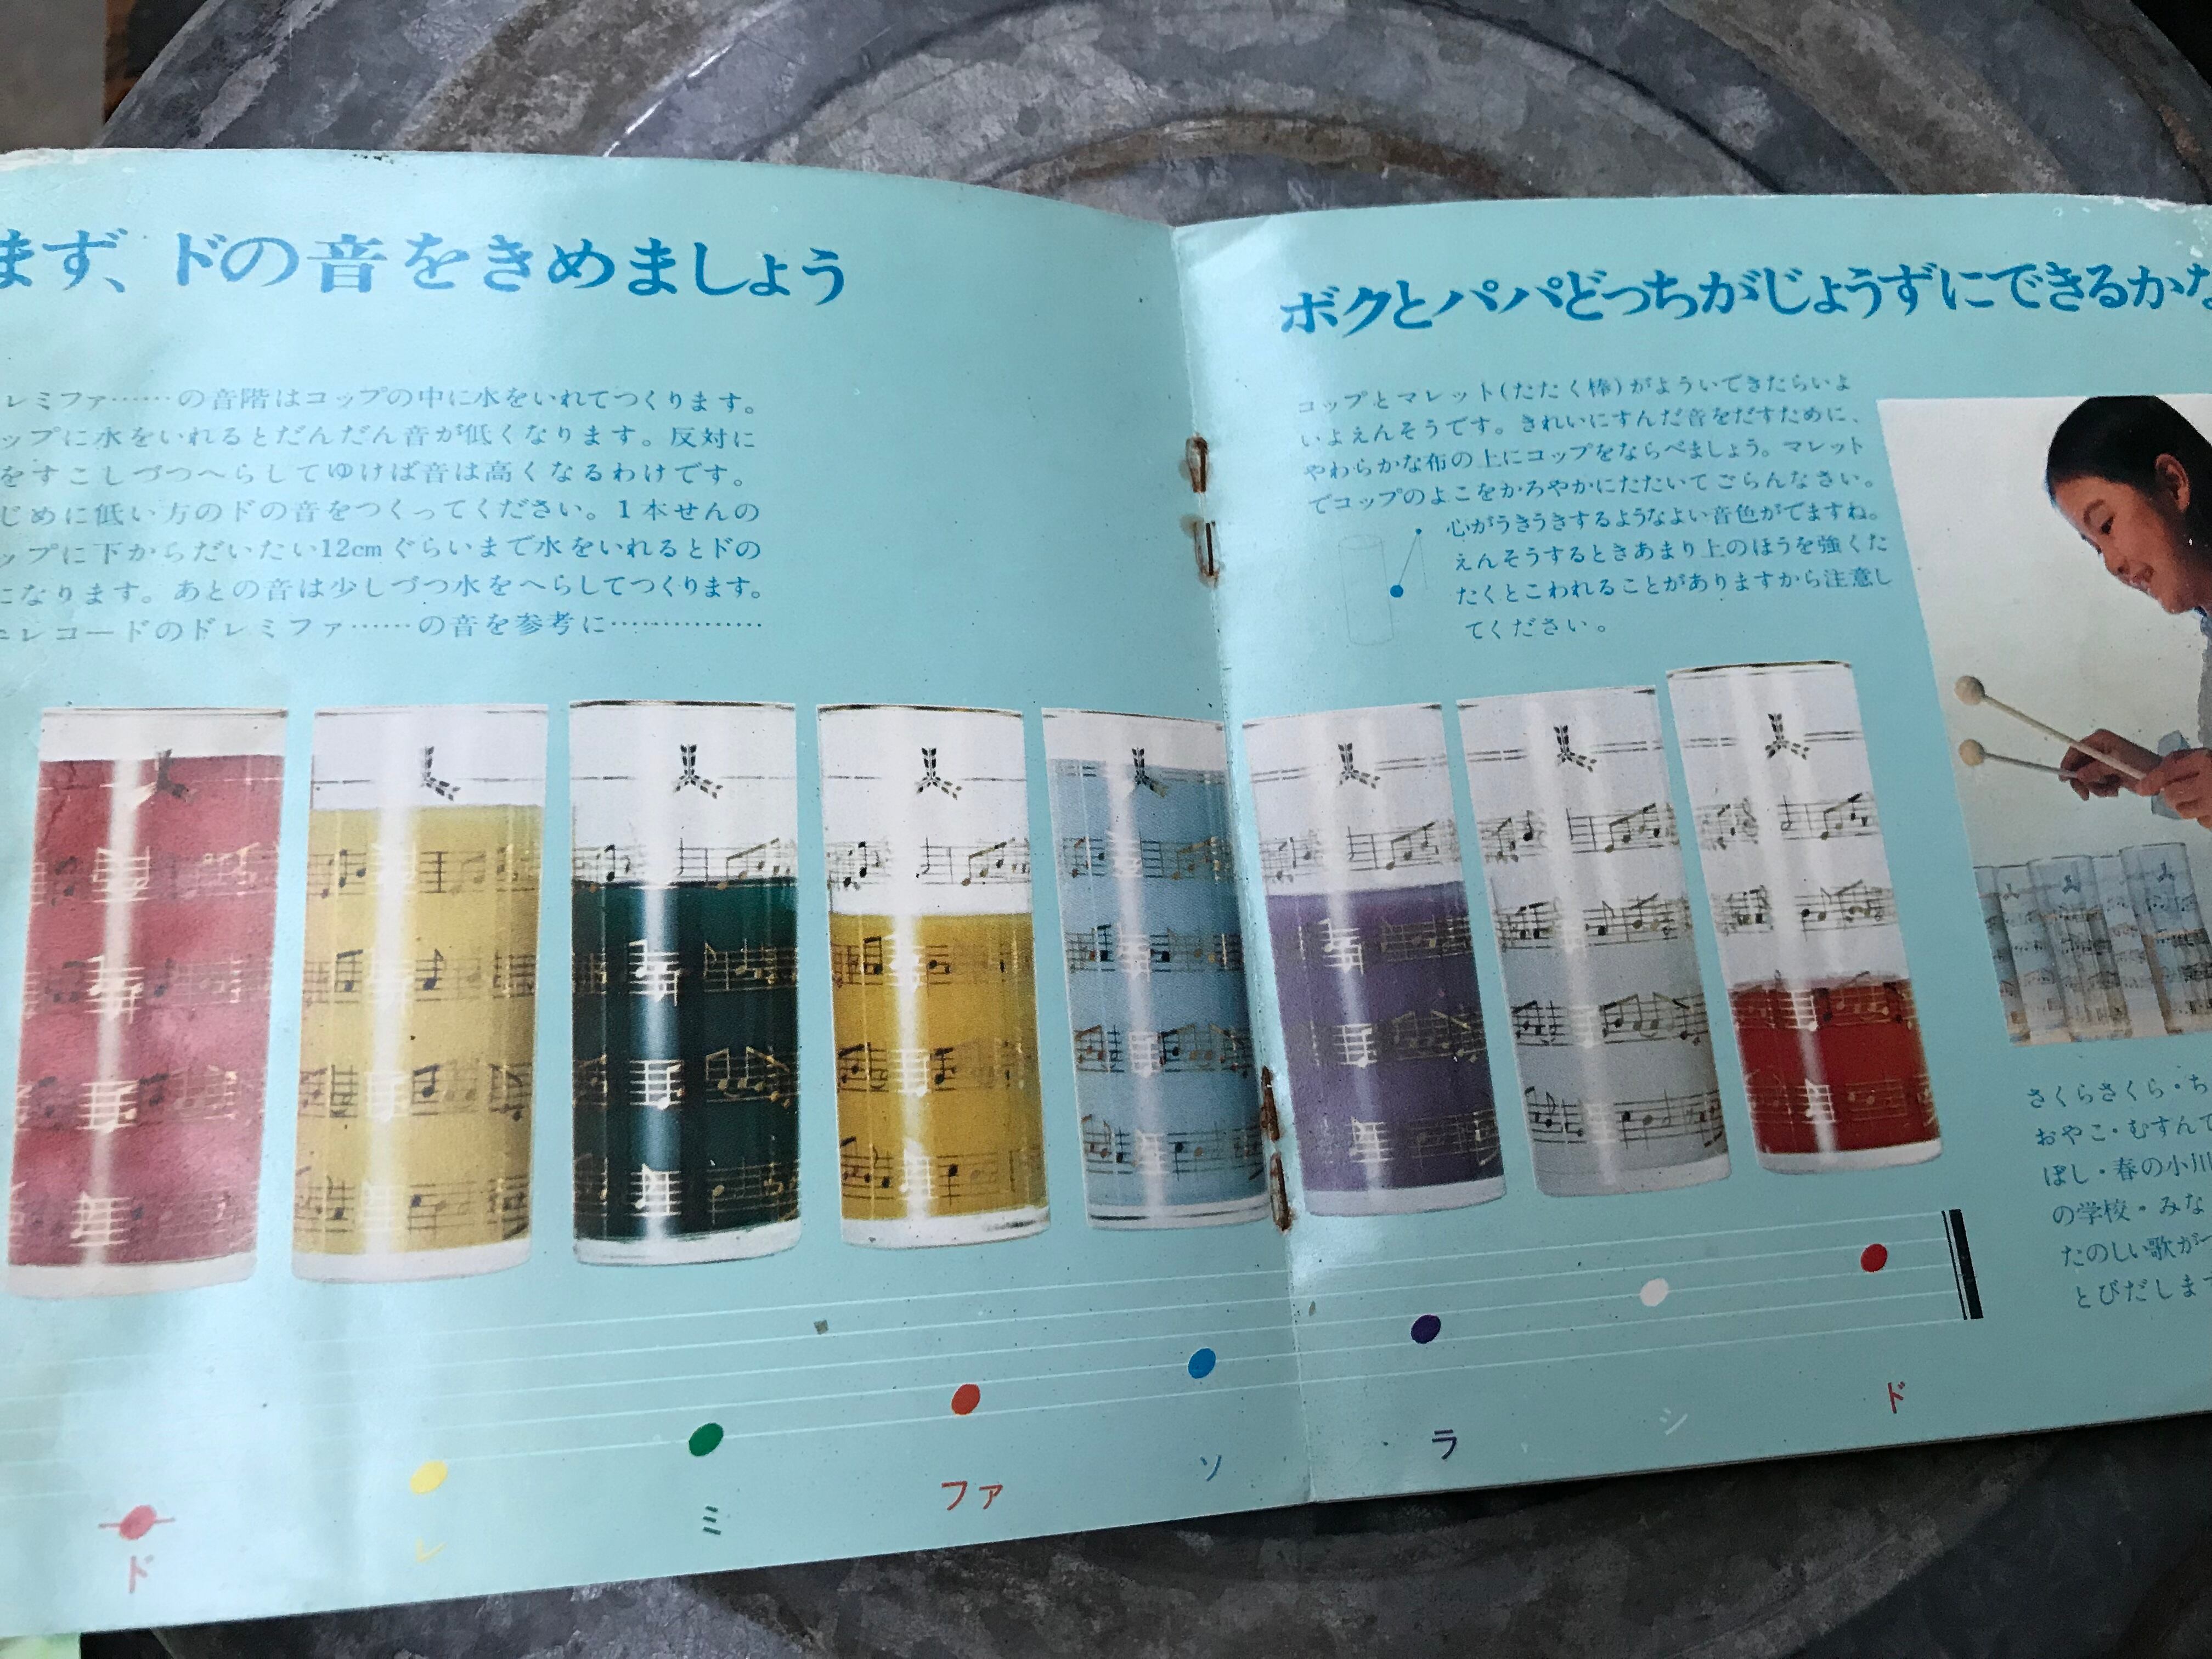 まず、ドの音をきめましょう
レミファ……の音階はコップの中に水をいれてつくります。
ップに水をいれるとだんだん音が低くなります。反対に
をすこしづつへらしてゆけば音は高くなるわけです。
じめに低い方のドの音をつくってください。1本せんの
ップに下からだいたい12cmぐらいまで水をいれるとドの
になります。あとの音は少しづつ水をへらしてつくります。
レコードのドレミファ……の音を参考に……………
ド
レ
ミ
ファ
ソ
ボクとパパどっちがじょうずにできるかな
コップとマレット(たたく棒)がよういできたらいよ
いよえんそうです。きれいにすんだ音をだすために、
やわらかな布の上にコップをならべましょう。マレット
でコップのよこをかろやかにたたいてごらんなさい。
心がうきうきするようなよい音色がでますね。
えんそうするときあまり上のほうを強くた
たくとこわれることがありますから注意し
てください。
ラ
シ
ド
さくらさくら・ち
おやこ・むすんで
ぼし・春の小川
の学校・みな
たのしい歌が
とびだしま